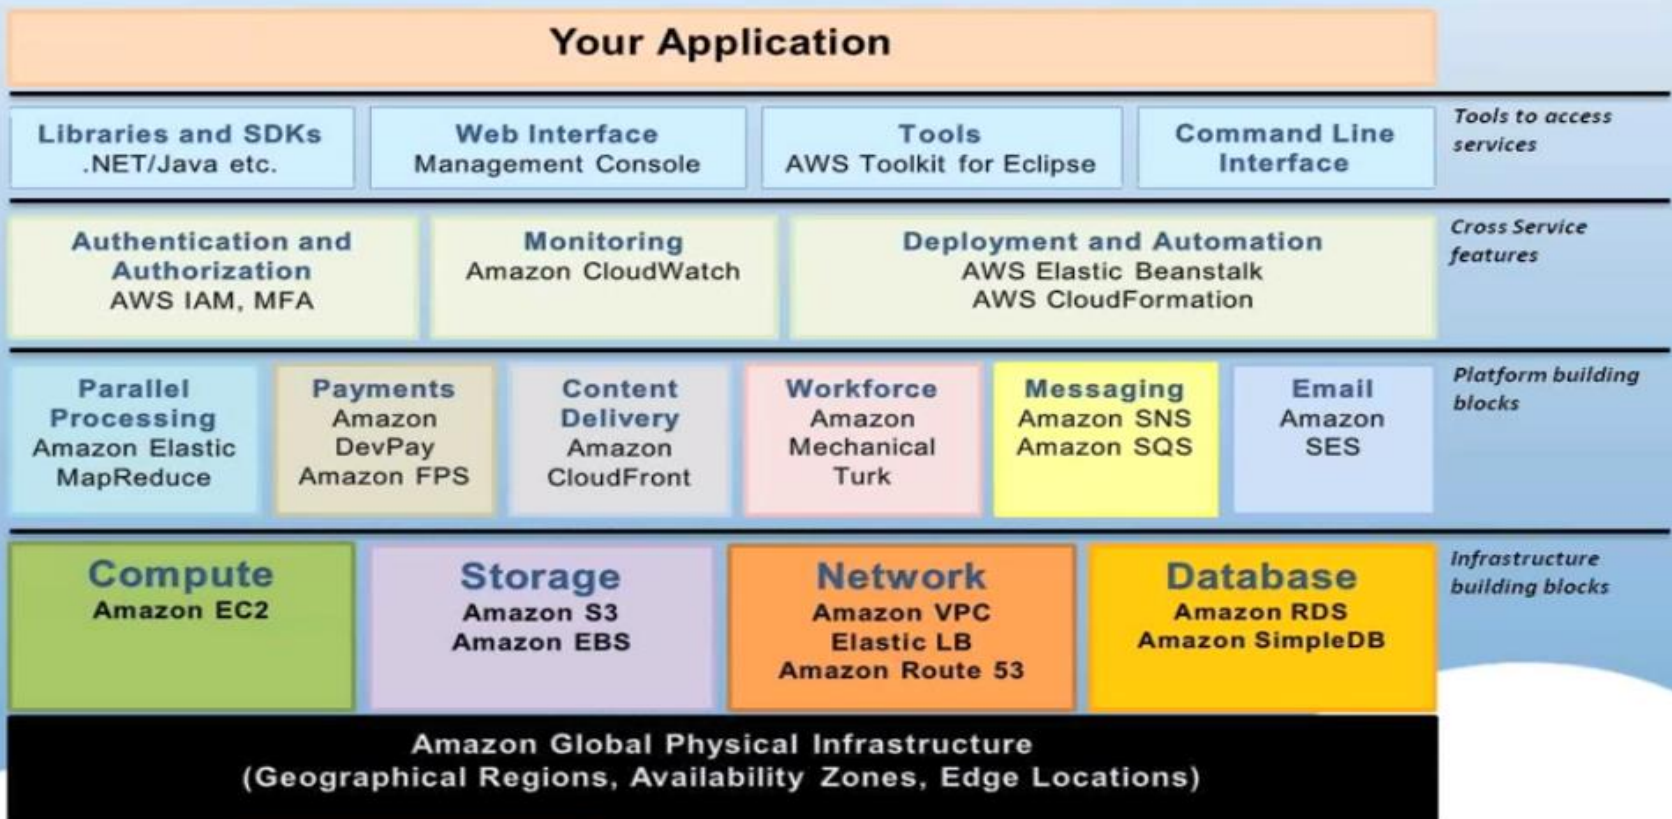 Your Application
Libraries and SDKs
.NET/Java etc.
Web Interface
Management Console
Tools
AWS Toolkit for Eclipse
Command Line
Interface
Tools to access
services
Authentication and
Authorization
AWS IAM, MFA
Monitoring
Amazon CloudWatch
Deployment and Automation
AWS Elastic Beanstalk
AWS CloudFormation
Cross Service
features
Parallel
Processing
Amazon Elastic
MapReduce
Payments
Amazon
DevPay
Amazon FPS
Content
Delivery
Amazon
CloudFront
Workforce
Amazon
Mechanical
Turk
Messaging
Amazon SNS
Amazon SQS
Email
Amazon
SES
Platform building
blocks
Compute
Amazon EC2
Storage
Amazon S3
Amazon EBS
Network
Amazon VPC
Elastic LB
Amazon Route 53
Database
Amazon RDS
Amazon SimpleDB
Infrastructure
building blocks
Amazon Global Physical Infrastructure
(Geographical Regions, Availability Zones, Edge Locations)